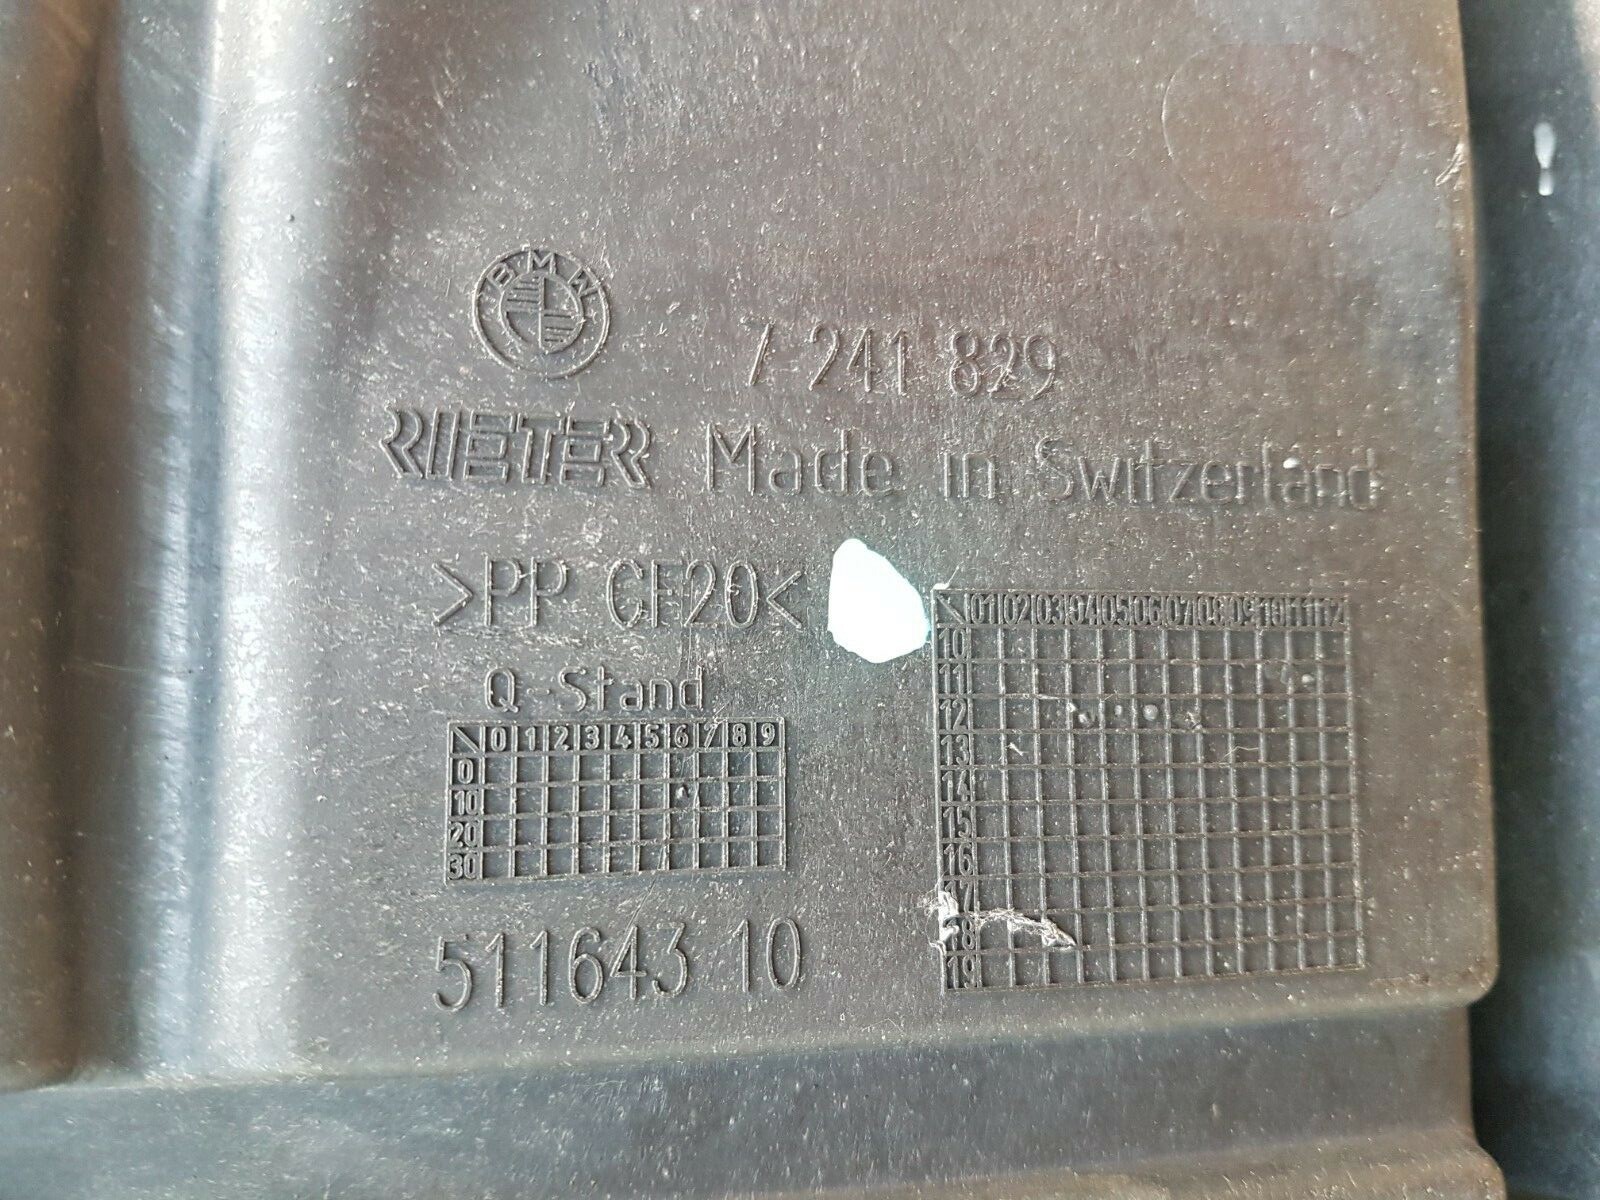 BMW
7 241 829
RIETER Made in Switzerland
>PP GF20<
Q-Stand
0 1 2 3 4 5 6 7 8 9
0
10
20
30
01 02 03 04 05 06 07 08 09 10 11 12
10
11
12
13
14
15
16
17
18
19
511643 10